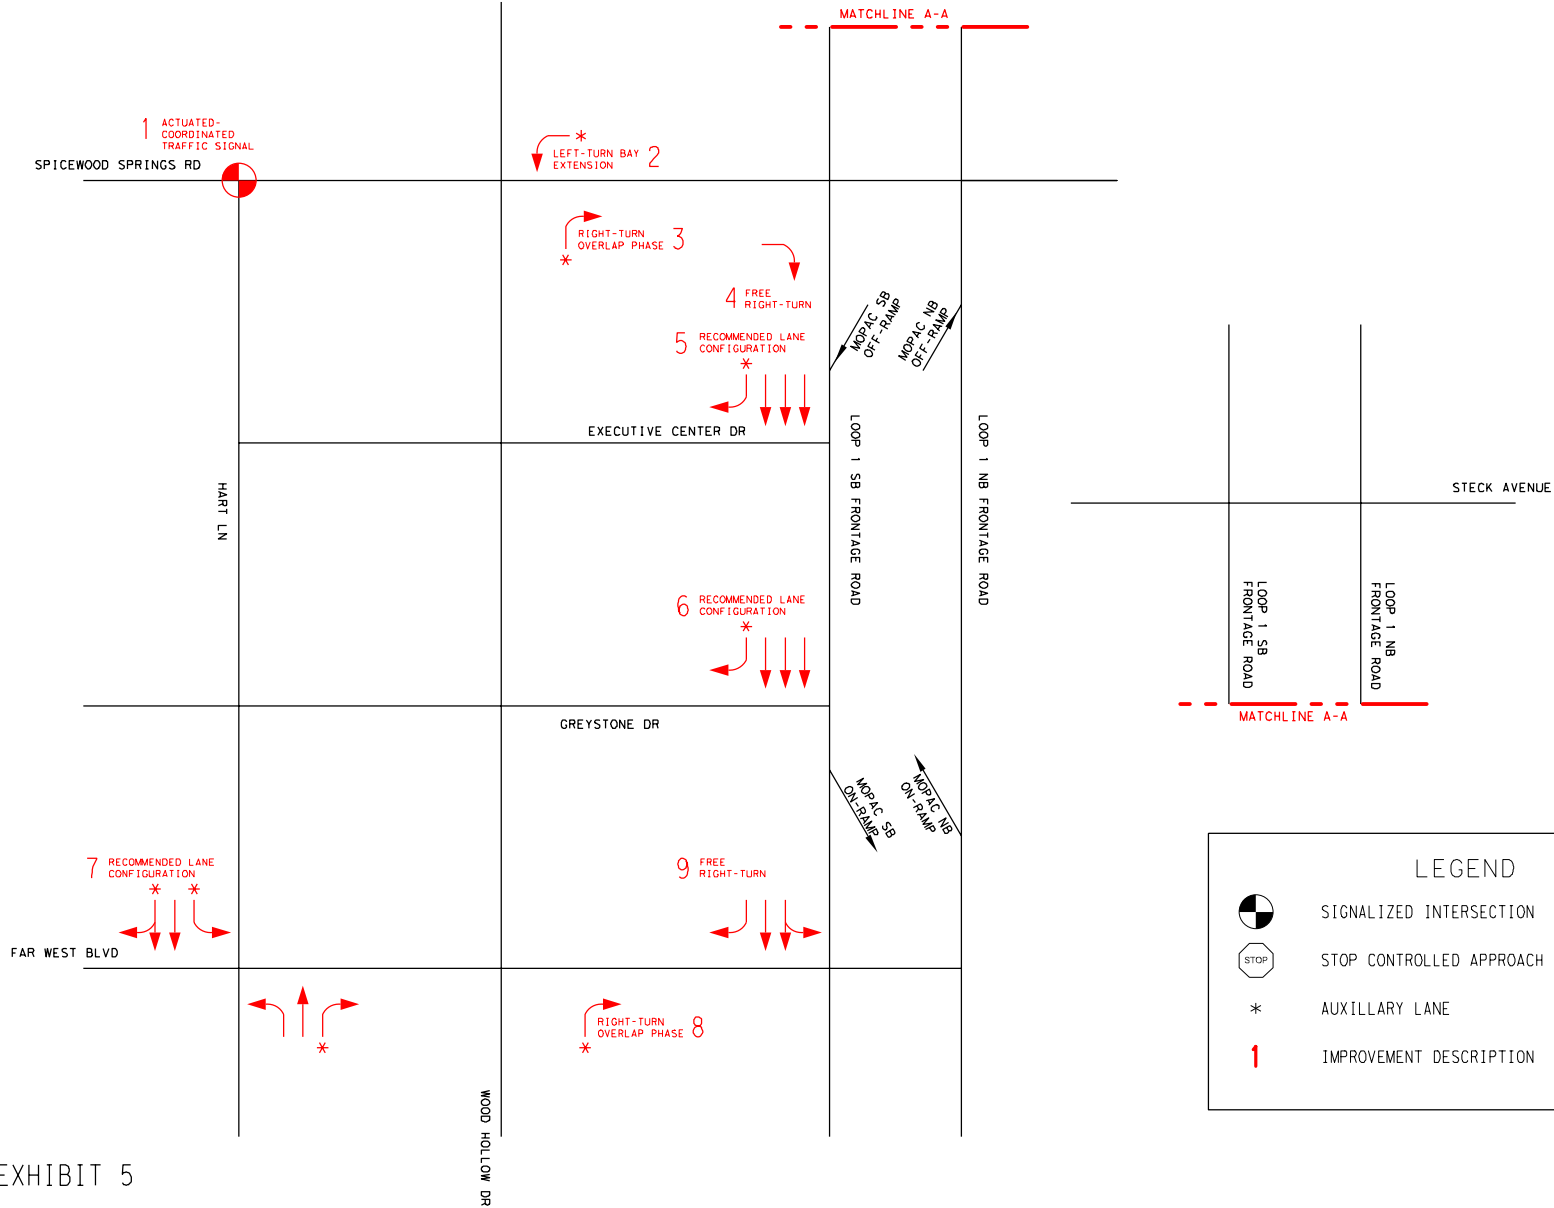 MATCHLINE A-A
1 ACTUATED-
COORDINATED
TRAFFIC SIGNAL
SPICEWOOD SPRINGS RD
* LEFT-TURN BAY 2
EXTENSION
RIGHT-TURN 3
OVERLAP PHASE
*
4 FREE
RIGHT-TURN
5 RECOMMENDED LANE
CONFIGURATION
*
MOPAC SB
OFF-RAMP
MOPAC NB
OFF-RAMP
EXECUTIVE CENTER DR
LOOP 1 SB FRONTAGE ROAD
LOOP 1 NB FRONTAGE ROAD
HART LN
STECK AVENUE
LOOP 1 SB
FRONTAGE ROAD
LOOP 1 NB
FRONTAGE ROAD
MATCHLINE A-A
6 RECOMMENDED LANE
CONFIGURATION
*
GREYSTONE DR
MOPAC SB
ON-RAMP
MOPAC NB
ON-RAMP
7 RECOMMENDED LANE
CONFIGURATION
* *
9 FREE
RIGHT-TURN
FAR WEST BLVD
*
RIGHT-TURN 8
OVERLAP PHASE
*
WOOD HOLLOW DR
LEGEND
SIGNALIZED INTERSECTION
STOP STOP CONTROLLED APPROACH
* AUXILLARY LANE
1 IMPROVEMENT DESCRIPTION
EXHIBIT 5